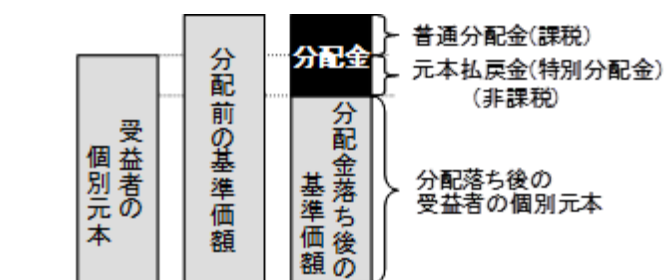 受益者の
個別元本
分配前の基準価額
分配金
分配金落ち後の
基準価額
普通分配金(課税)
元本払戻金(特別分配金)
(非課税)
分配落ち後の
受益者の個別元本